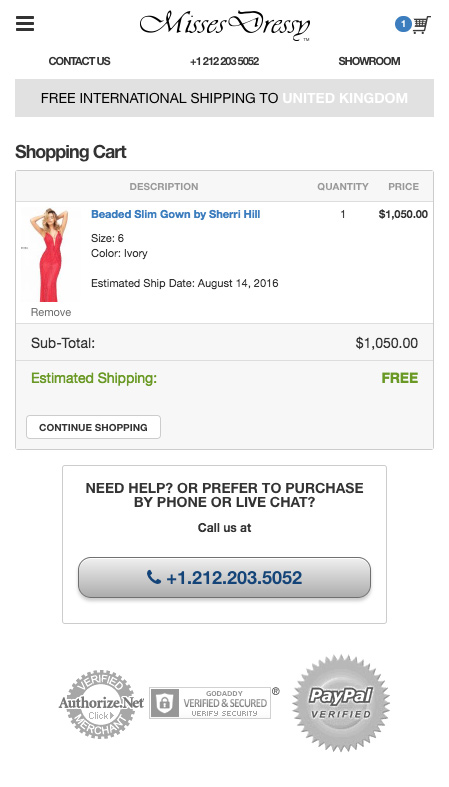 MissesDressy
TM
1
CONTACT US
+1 212 203 5052
SHOWROOM
FREE INTERNATIONAL SHIPPING TO UNITED KINGDOM
Shopping Cart
DESCRIPTION QUANTITY PRICE
Beaded Slim Gown by Sherri Hill 1 $1,050.00
Size: 6
Color: Ivory
Estimated Ship Date: August 14, 2016
Remove
Sub-Total: $1,050.00
Estimated Shipping: FREE
CONTINUE SHOPPING
NEED HELP? OR PREFER TO PURCHASE
BY PHONE OR LIVE CHAT?
Call us at
+1.212.203.5052
VERIFIED
Authorize.Net
Click
MERCHANT
GODADDY
VERIFIED & SECURED
VERIFY SECURITY
®
PayPal
VERIFIED